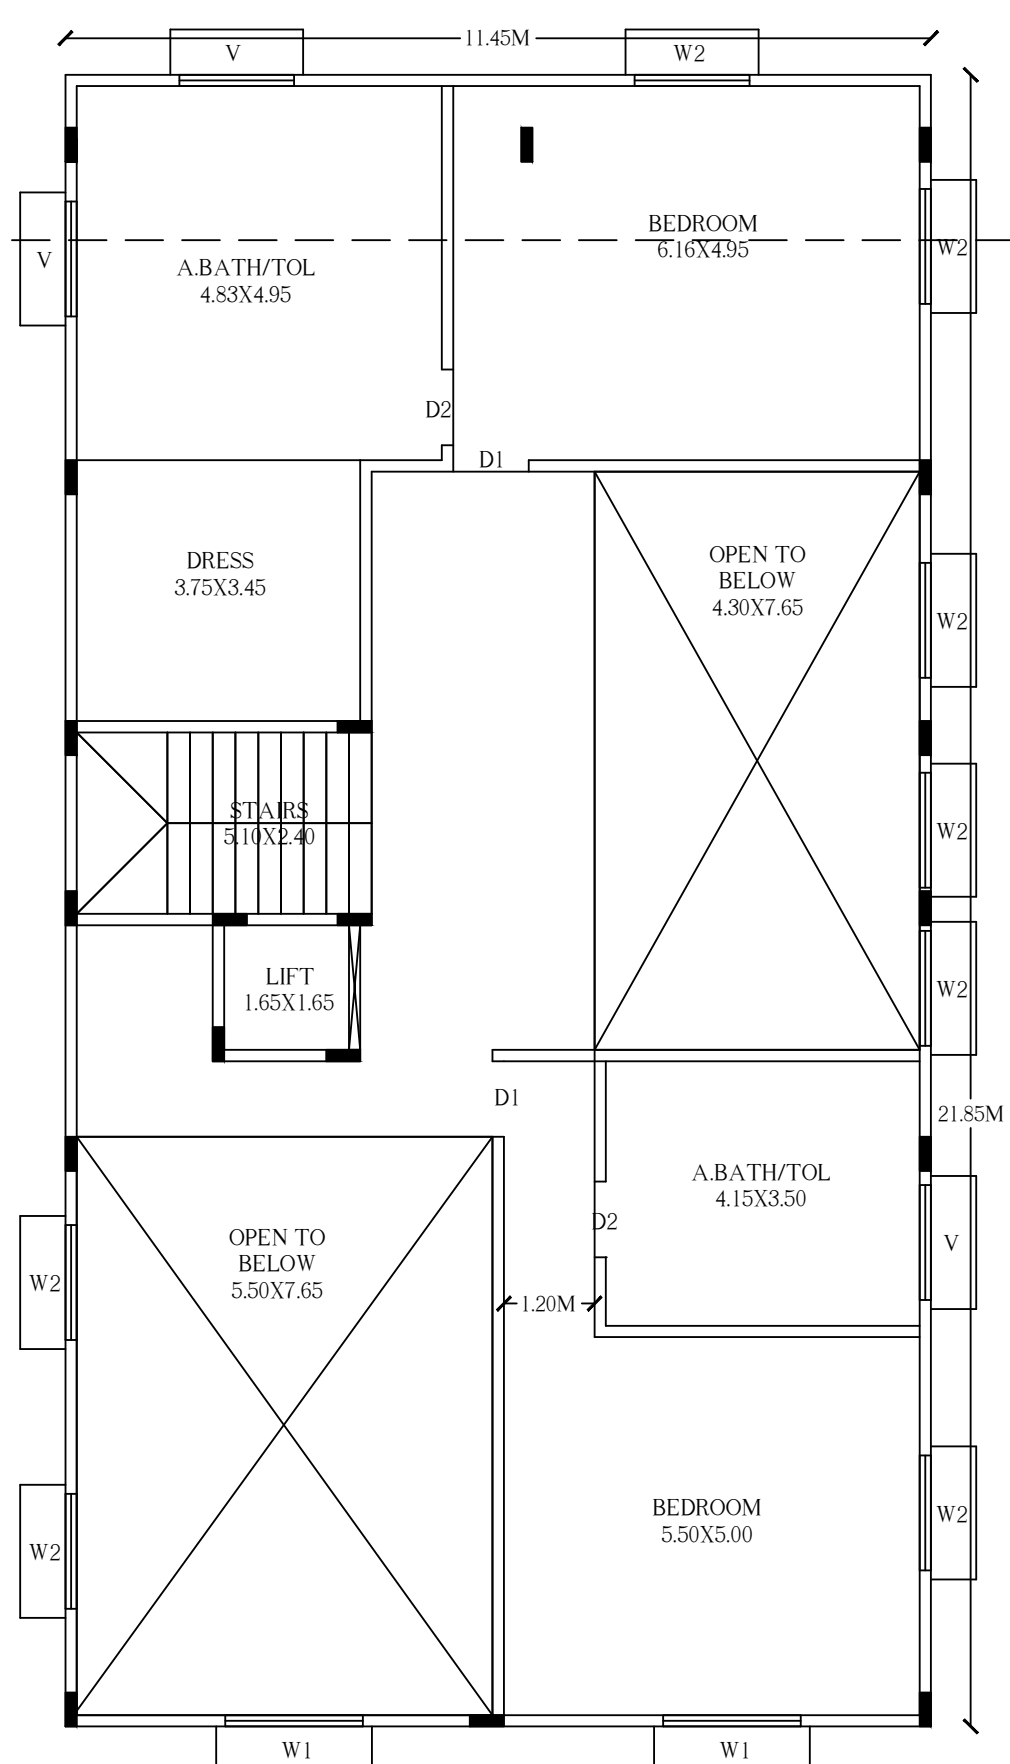 11.45M
V
W2
BEDROOM
6.16X4.95
W2
V
A.BATH/TOL
4.83X4.95
D2
D1
DRESS
3.75X3.45
OPEN TO
BELOW
4.30X7.65
W2
STAIRS
5.10X2.40
W2
LIFT
1.65X1.65
W2
D1
21.85M
A.BATH/TOL
4.15X3.50
D2
OPEN TO
BELOW
5.50X7.65
V
W2
1.20M
BEDROOM
5.50X5.00
W2
W2
W1
W1